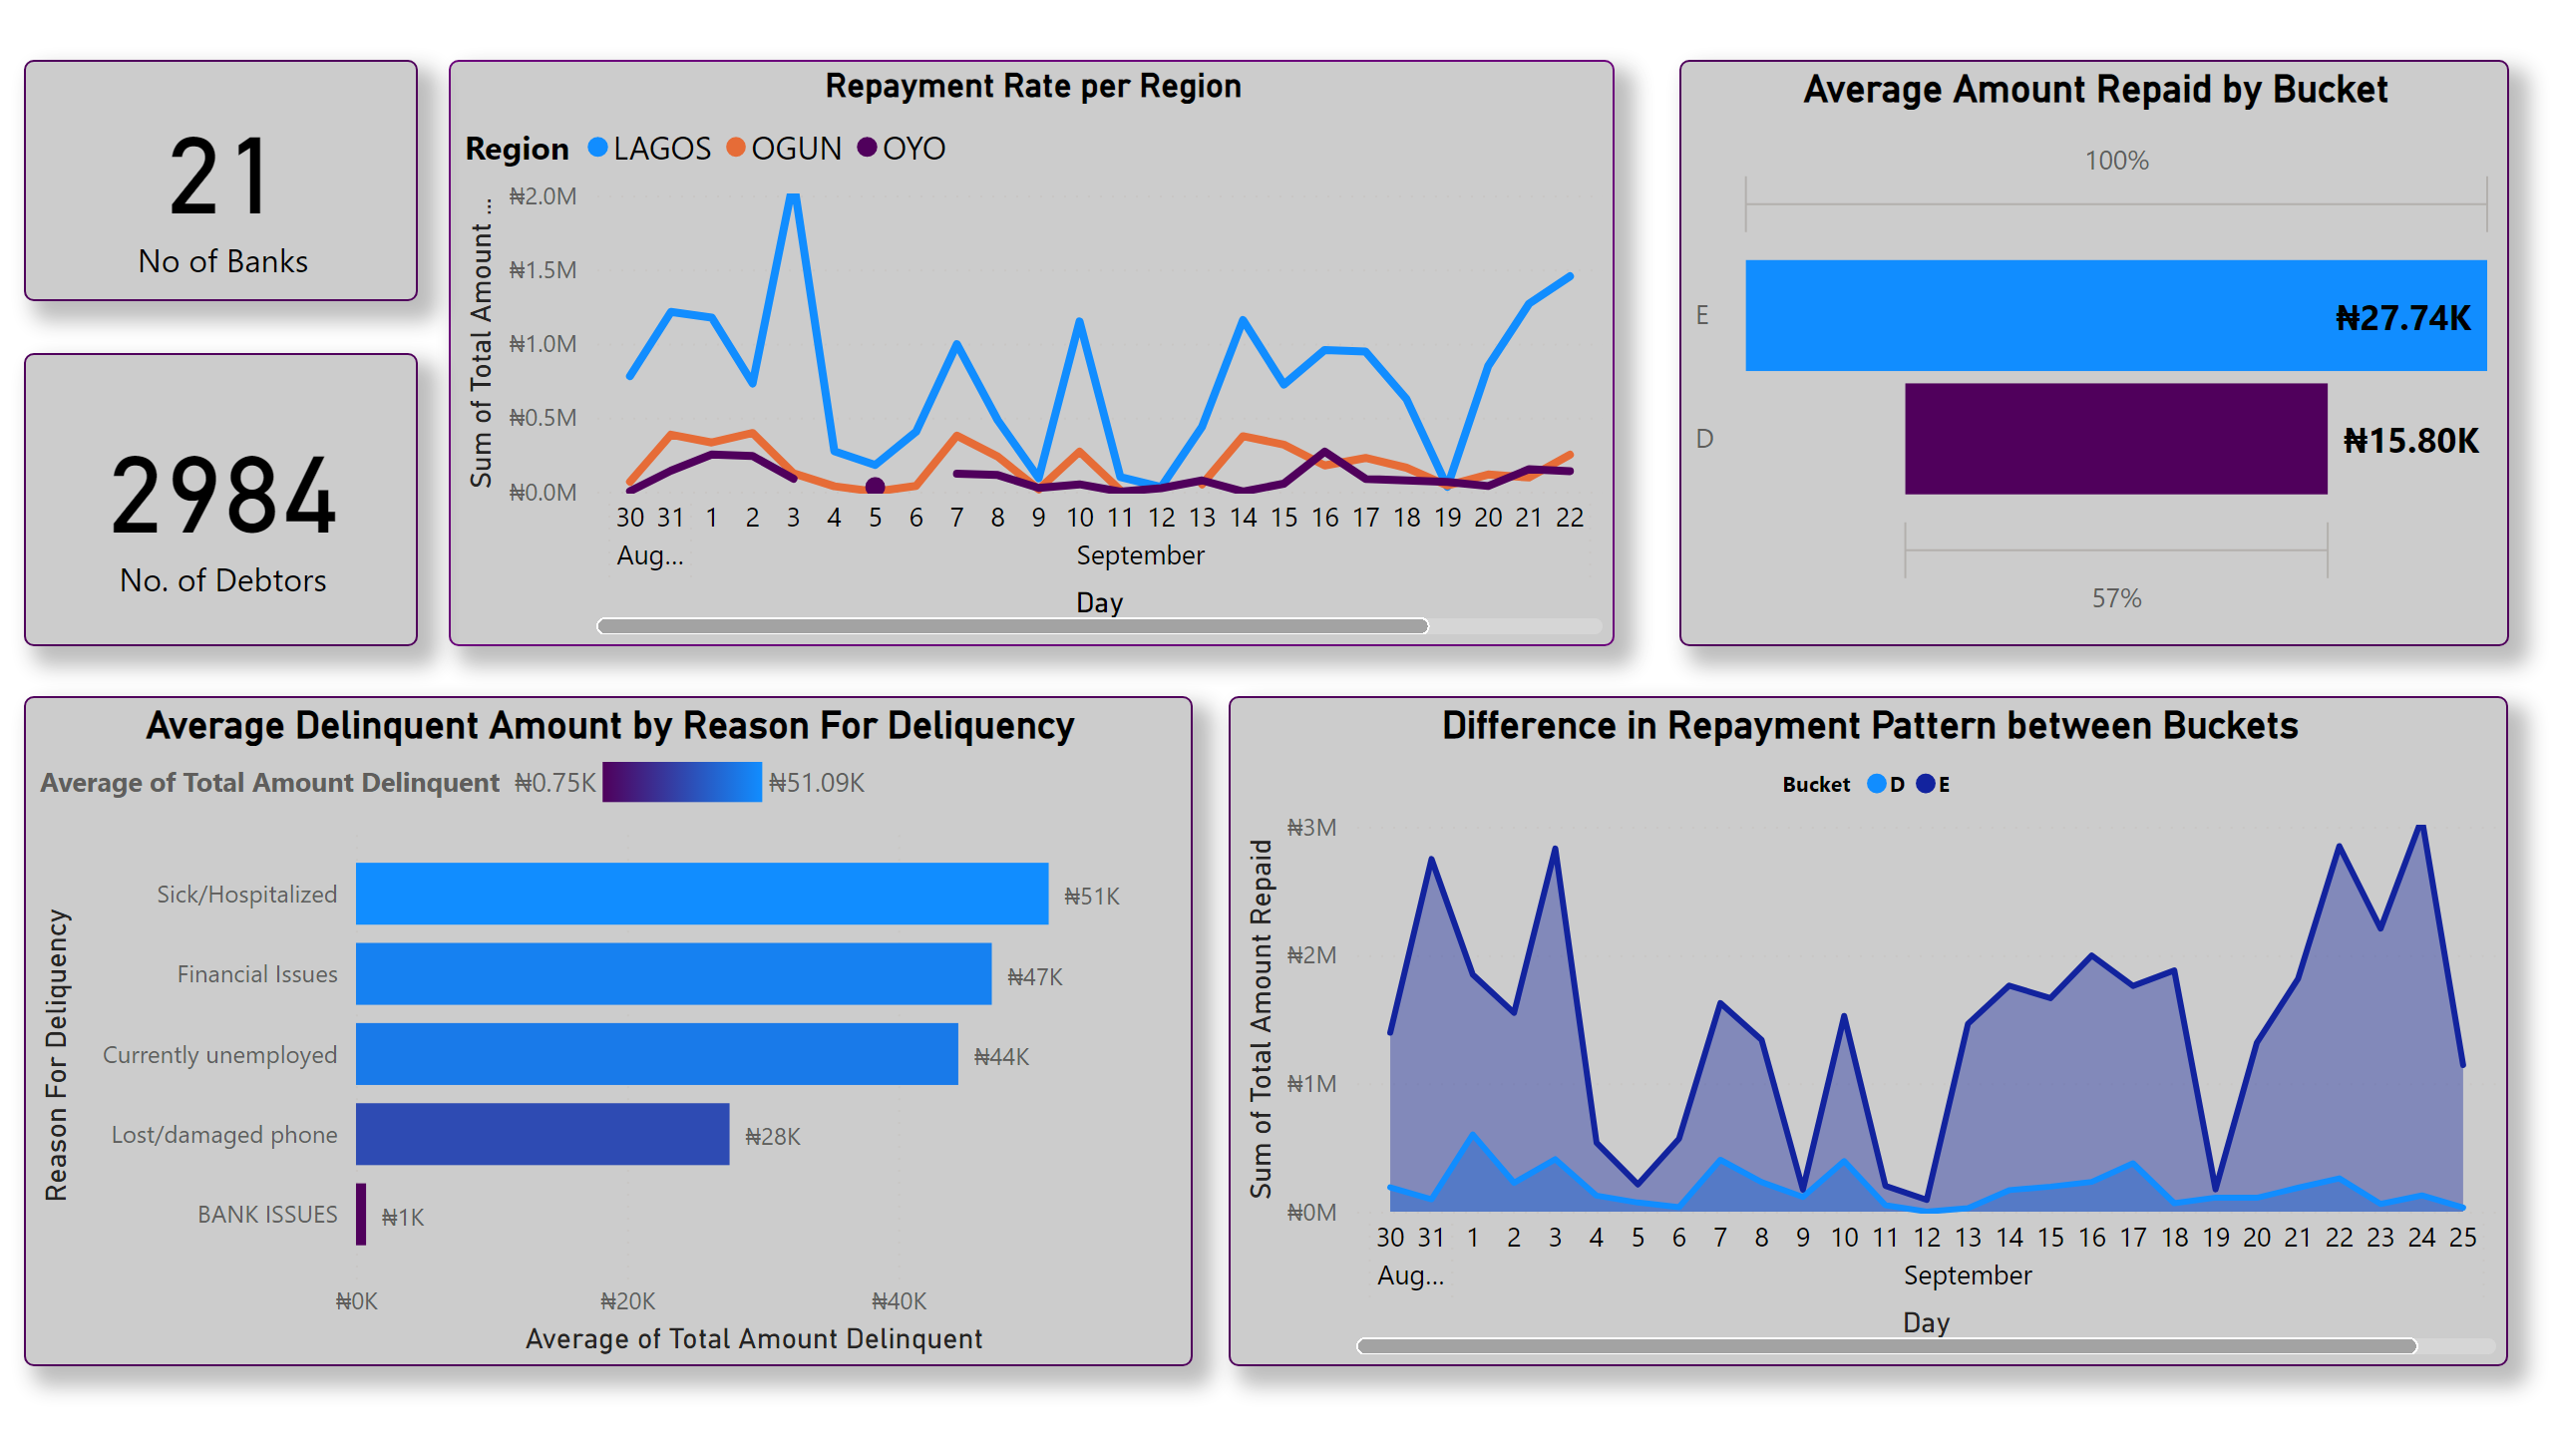 21
No of Banks
2984
No. of Debtors
Repayment Rate per Region
Region LAGOS OGUN OYO
Sum of Total Amount ...
₦2.0M
₦1.5M
₦1.0M
₦0.5M
₦0.0M
30 31 1 2 3 4 5 6 7 8 9 10 11 12 13 14 15 16 17 18 19 20 21 22
Aug... September
Day
Average Amount Repaid by Bucket
100%
E ₦27.74K
D ₦15.80K
57%
Average Delinquent Amount by Reason For Deliquency
Average of Total Amount Delinquent ₦0.75K ₦51.09K
Reason For Deliquency
Sick/Hospitalized ₦51K
Financial Issues ₦47K
Currently unemployed ₦44K
Lost/damaged phone ₦28K
BANK ISSUES ₦1K
₦0K ₦20K ₦40K
Average of Total Amount Delinquent
Difference in Repayment Pattern between Buckets
Bucket D E
Sum of Total Amount Repaid
₦3M
₦2M
₦1M
₦0M
30 31 1 2 3 4 5 6 7 8 9 10 11 12 13 14 15 16 17 18 19 20 21 22 23 24 25
Aug... September
Day